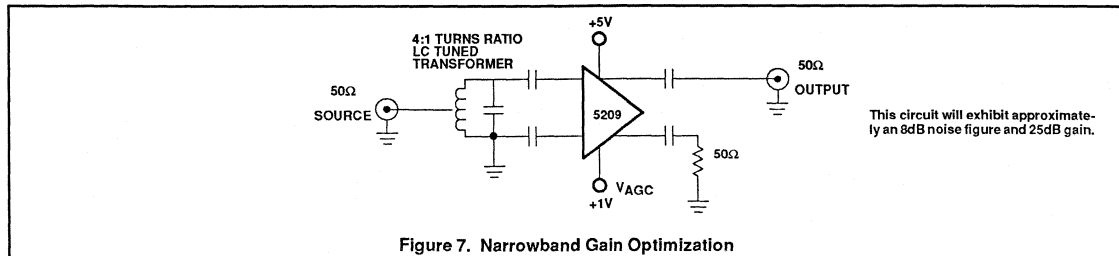 +5V
4:1 TURNS RATIO
LC TUNED
TRANSFORMER
50Ω
SOURCE
5209
50Ω
OUTPUT
50Ω
VAGC
+1V
This circuit will exhibit approximate-
ly an 8dB noise figure and 25dB gain.
Figure 7. Narrowband Gain Optimization